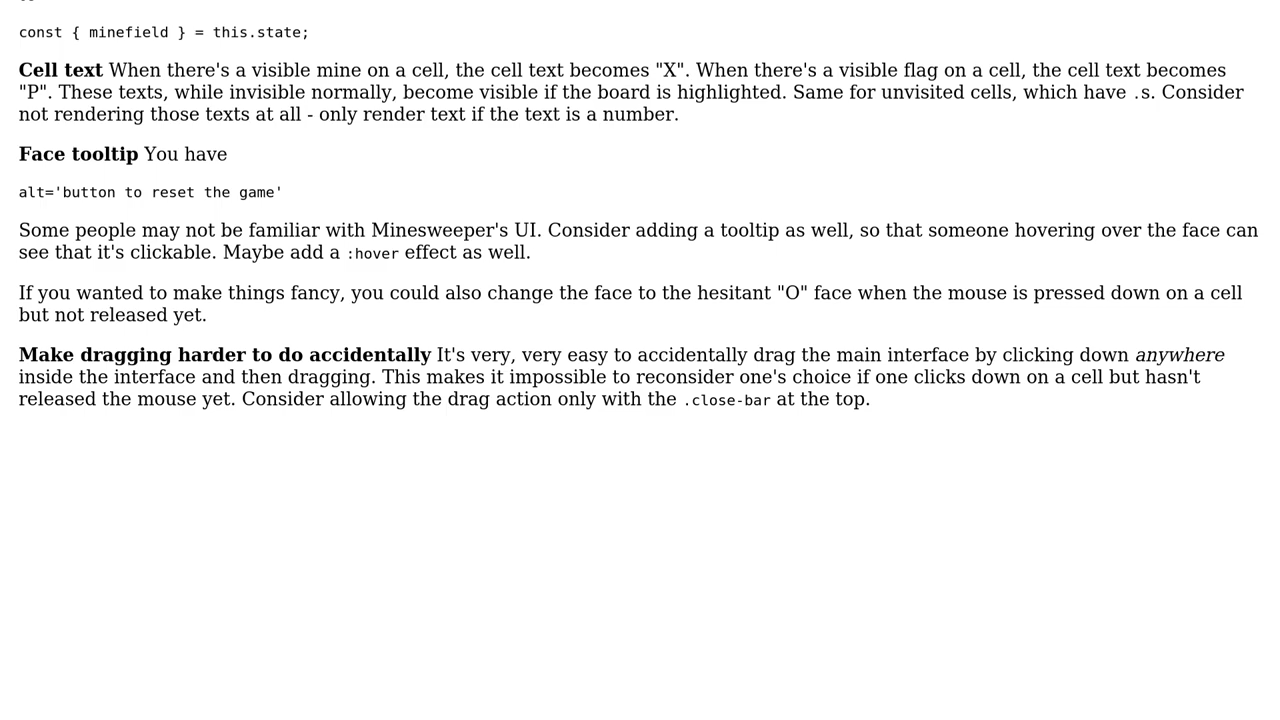 const { minefield } = this.state;
Cell text When there's a visible mine on a cell, the cell text becomes "X". When there's a visible flag on a cell, the cell text becomes
"P". These texts, while invisible normally, become visible if the board is highlighted. Same for unvisited cells, which have .s. Consider
not rendering those texts at all - only render text if the text is a number.
Face tooltip You have
alt='button to reset the game'
Some people may not be familiar with Minesweeper's UI. Consider adding a tooltip as well, so that someone hovering over the face can
see that it's clickable. Maybe add a :hover effect as well.
If you wanted to make things fancy, you could also change the face to the hesitant "O" face when the mouse is pressed down on a cell
but not released yet.
Make dragging harder to do accidentally It's very, very easy to accidentally drag the main interface by clicking down anywhere
inside the interface and then dragging. This makes it impossible to reconsider one's choice if one clicks down on a cell but hasn't
released the mouse yet. Consider allowing the drag action only with the .close-bar at the top.